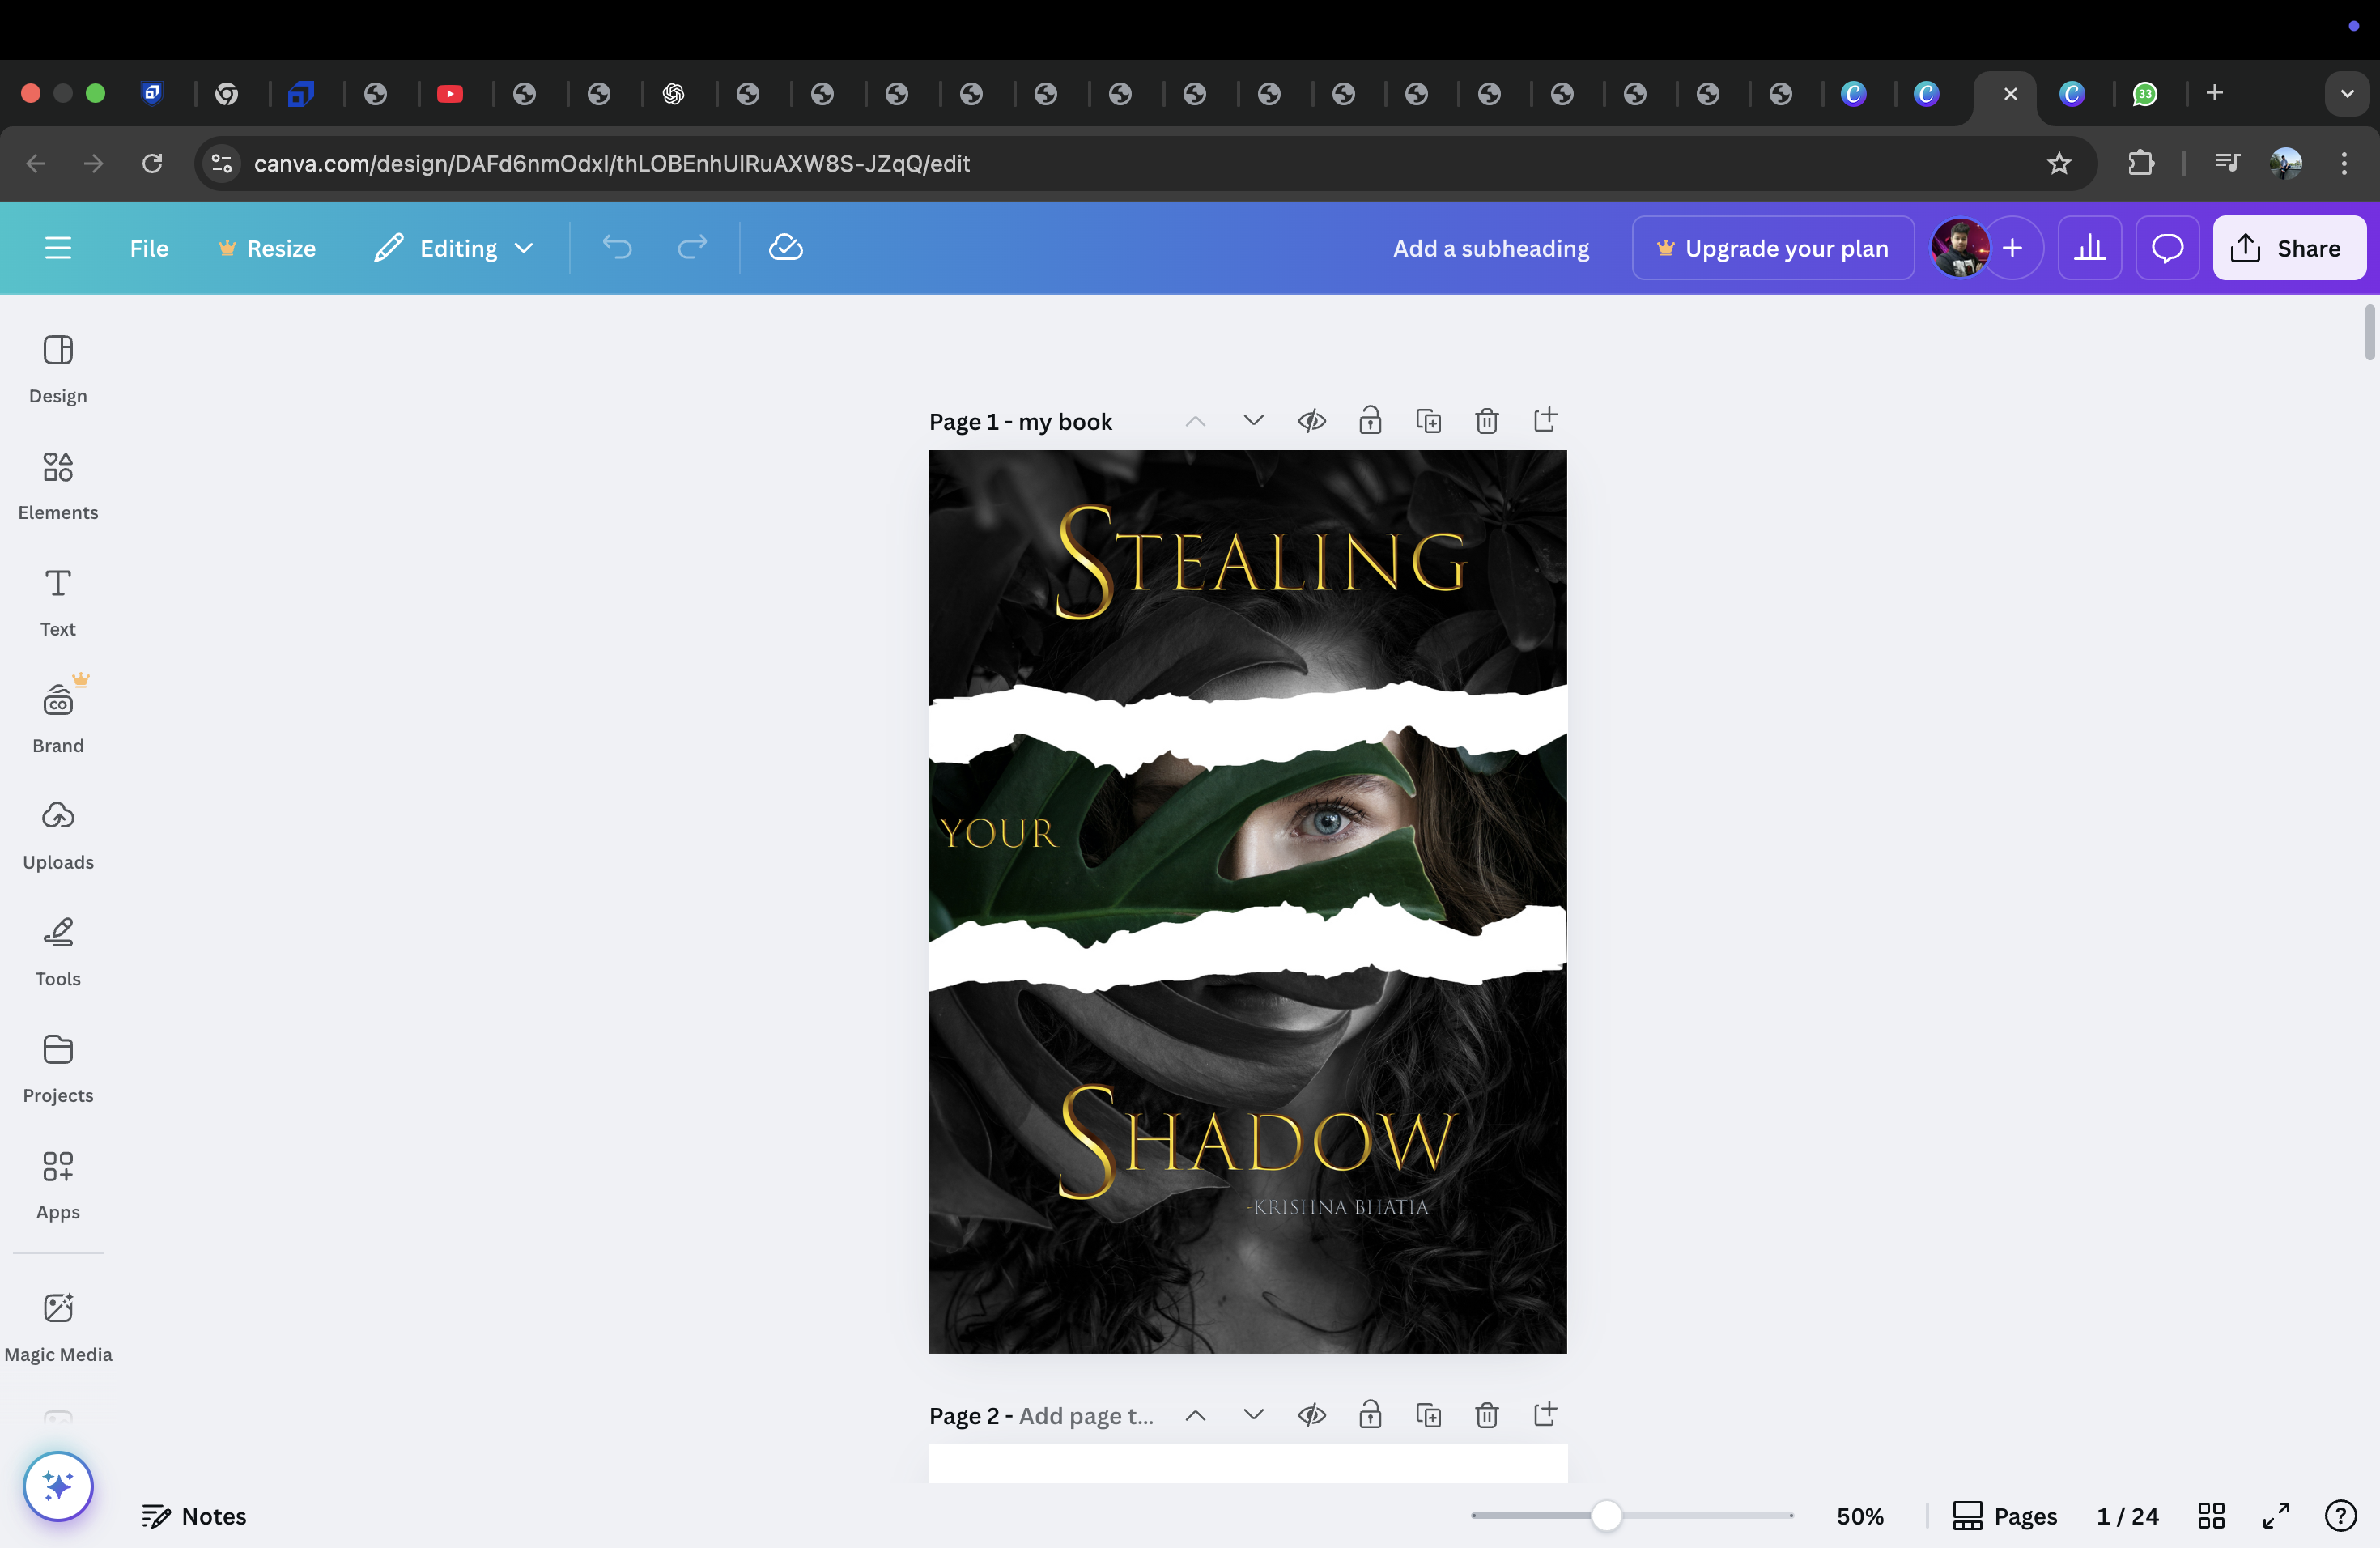 33
canva.com/design/DAFd6nmOdxI/thLOBEnhUlRuAXW8S-JZqQ/edit
File
Resize
Editing
Add a subheading
Upgrade your plan
Share
Design
Elements
Text
Brand
Uploads
Tools
Projects
Apps
Magic Media
Page 1 - my book
STEALING
YOUR
SHADOW
-KRISHNA BHATIA
Page 2 - Add page t...
Notes
50%
Pages
1 / 24